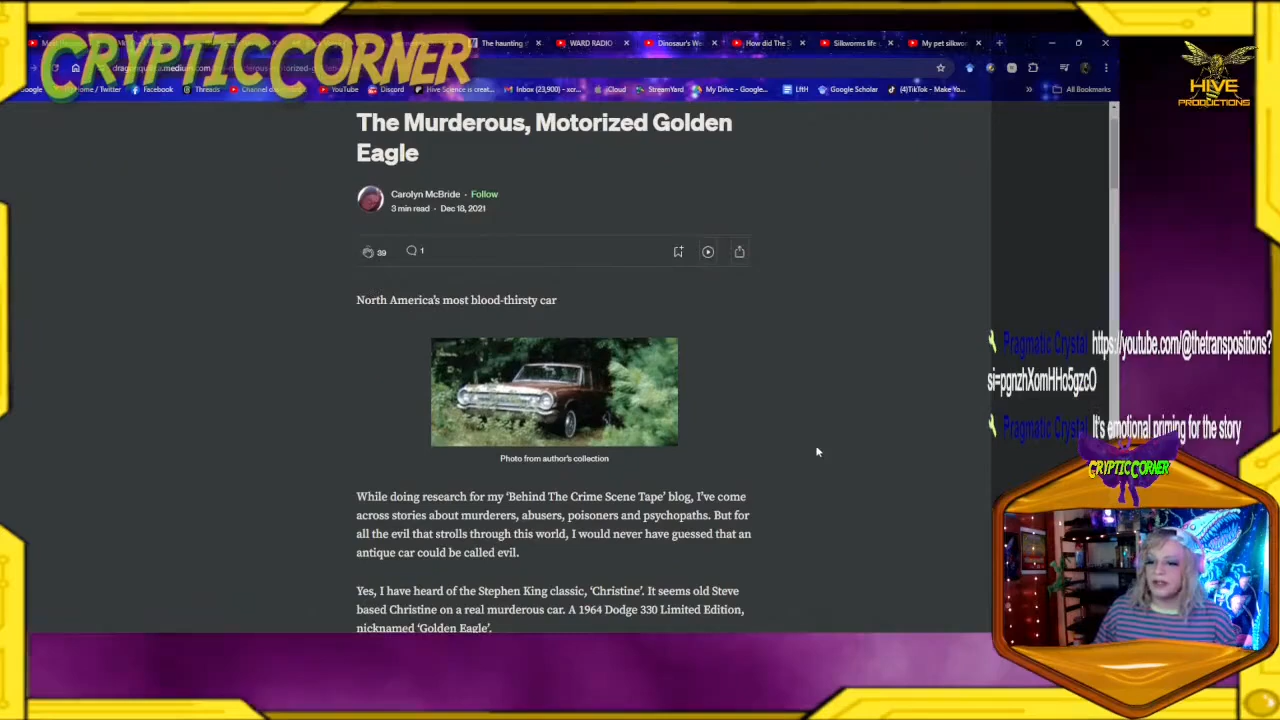 CRYPTIC CORNER
The haunting
WARD RADIO
Dinosaur's W
How did The S
Silkworms life
My pet silkwo
HIVE
PRODUCTIONS
Home / Twitter
Facebook
Threads
YouTube
Discord
Hive Science is creat...
Inbox (23,900) - xcr...
iCloud
StreamYard
My Drive - Google...
LftH
Google Scholar
(4)TikTok - Make Yo...
All Bookmarks
The Murderous, Motorized Golden
Eagle
Carolyn McBride · Follow
3 min read · Dec 18, 2021
39
1
North America's most blood-thirsty car
Photo from author's collection
While doing research for my 'Behind The Crime Scene Tape' blog, I've come
across stories about murderers, abusers, poisoners and psychopaths. But for
all the evil that strolls through this world, I would never have guessed that an
antique car could be called evil.
Yes, I have heard of the Stephen King classic, 'Christine'. It seems old Steve
based Christine on a real murderous car. A 1964 Dodge 330 Limited Edition,
nicknamed 'Golden Eagle'.
Pragmatic Crystal https://youtube.com/@thetranspositions?
si=pgnzhXomHHo5gzcO
Pragmatic Crystal It's emotional priming for the story
CRYPTIC CORNER